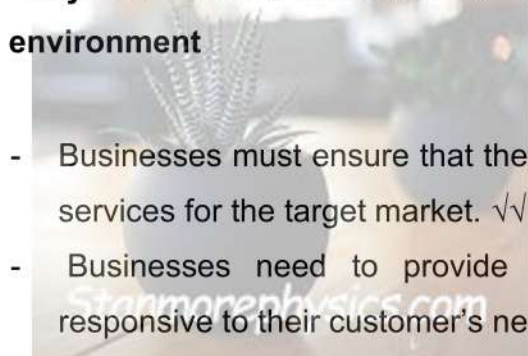 environment
- Businesses must ensure that the
services for the target market. √√
- Businesses need to provide
Stanmorephysics.com
responsive to their customer's ne